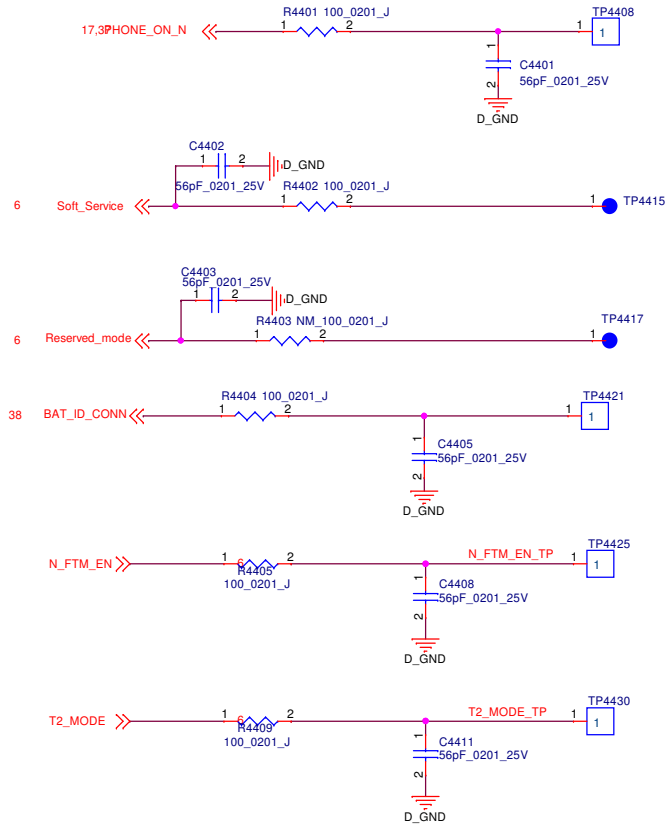 R4401 100_0201_J
TP4408
17,37 PHONE_ON_N
1 2
1 1
1
C4401
56pF_0201_25V
2
D_GND
C4402
1 2
D_GND
56pF_0201_25V
R4402 100_0201_J
6 Soft_Service
1 2
1
TP4415
C4403
56pF_0201_25V
1 2
D_GND
R4403 NM_100_0201_J
TP4417
6 Reserved_mode
1 2
1
R4404 100_0201_J
TP4421
38 BAT_ID_CONN
1 2
1 1
1
C4405
56pF_0201_25V
2
D_GND
TP4425
N_FTM_EN
1 6 2
N_FTM_EN_TP
1 1
R4405
100_0201_J
1
C4408
56pF_0201_25V
2
D_GND
TP4430
T2_MODE
1 6 2
T2_MODE_TP
1 1
R4409
100_0201_J
1
C4411
56pF_0201_25V
2
D_GND